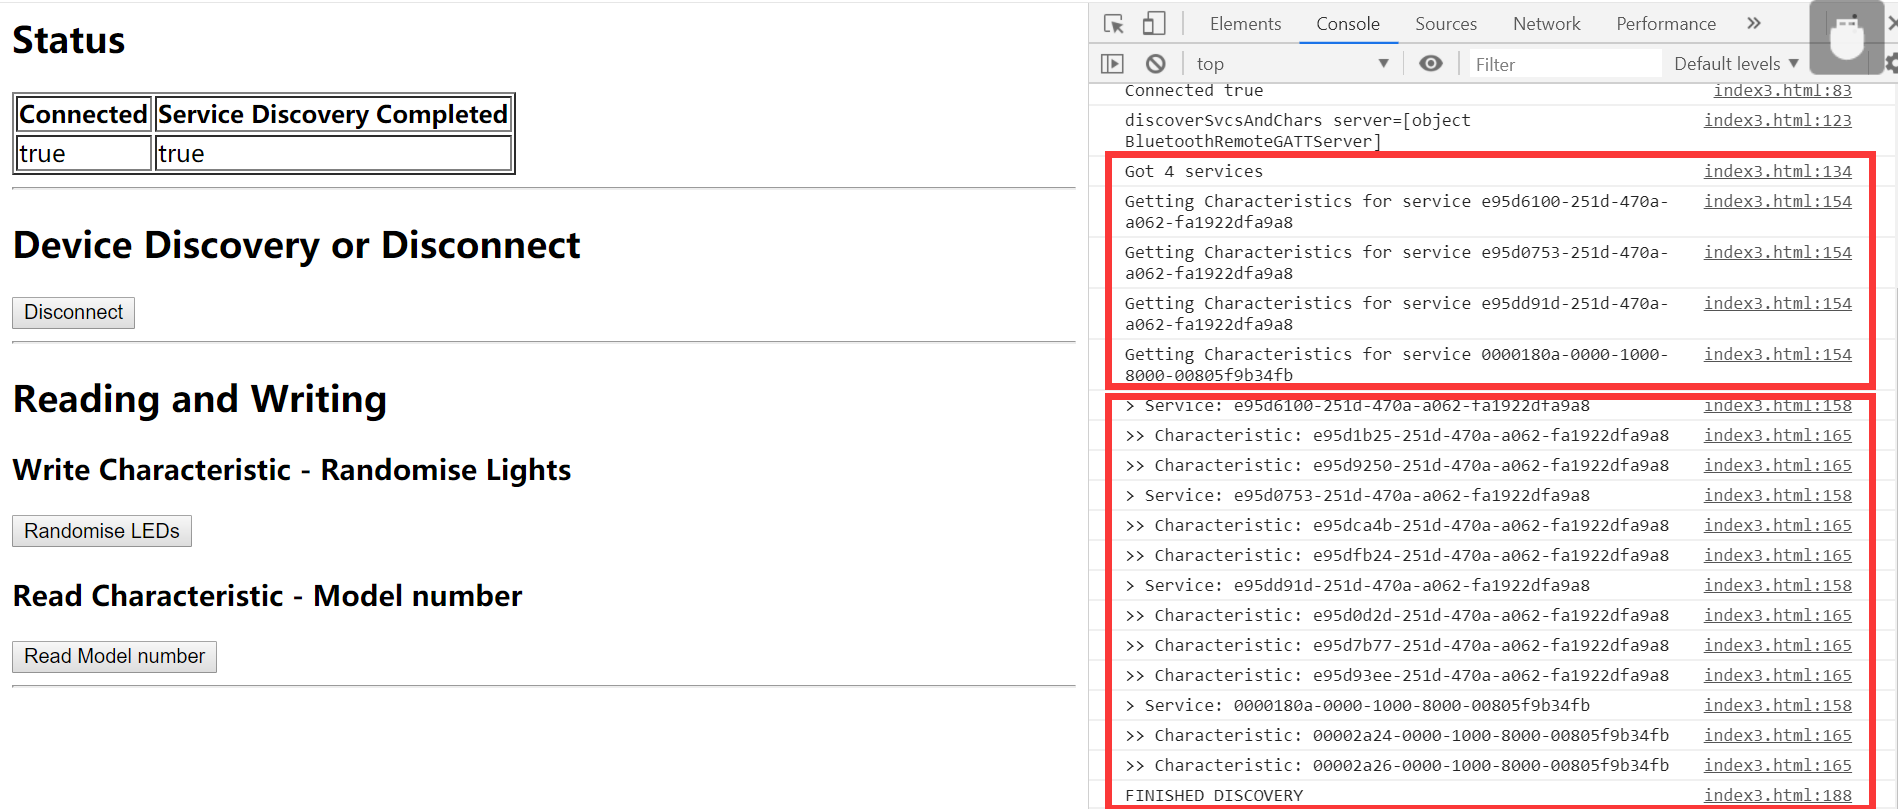 Status
Connected Service Discovery Completed
true true
Device Discovery or Disconnect
Disconnect
Reading and Writing
Write Characteristic - Randomise Lights
Randomise LEDs
Read Characteristic - Model number
Read Model number
Elements Console Sources Network Performance »
top ▼ Filter Default levels ▼
Connected true index3.html:83
discoverSvcsAndChars server=[object index3.html:123
BluetoothRemoteGATTServer]
Got 4 services index3.html:134
Getting Characteristics for service e95d6100-251d-470a- index3.html:154
a062-fa1922dfa9a8
Getting Characteristics for service e95d0753-251d-470a- index3.html:154
a062-fa1922dfa9a8
Getting Characteristics for service e95dd91d-251d-470a- index3.html:154
a062-fa1922dfa9a8
Getting Characteristics for service 0000180a-0000-1000- index3.html:154
8000-00805f9b34fb
> Service: e95d6100-251d-470a-a062-fa1922dfa9a8 index3.html:158
>> Characteristic: e95d1b25-251d-470a-a062-fa1922dfa9a8 index3.html:165
>> Characteristic: e95d9250-251d-470a-a062-fa1922dfa9a8 index3.html:165
> Service: e95d0753-251d-470a-a062-fa1922dfa9a8 index3.html:158
>> Characteristic: e95dca4b-251d-470a-a062-fa1922dfa9a8 index3.html:165
>> Characteristic: e95dfb24-251d-470a-a062-fa1922dfa9a8 index3.html:165
> Service: e95dd91d-251d-470a-a062-fa1922dfa9a8 index3.html:158
>> Characteristic: e95d0d2d-251d-470a-a062-fa1922dfa9a8 index3.html:165
>> Characteristic: e95d7b77-251d-470a-a062-fa1922dfa9a8 index3.html:165
>> Characteristic: e95d93ee-251d-470a-a062-fa1922dfa9a8 index3.html:165
> Service: 0000180a-0000-1000-8000-00805f9b34fb index3.html:158
>> Characteristic: 00002a24-0000-1000-8000-00805f9b34fb index3.html:165
>> Characteristic: 00002a26-0000-1000-8000-00805f9b34fb index3.html:165
FINISHED DISCOVERY index3.html:188